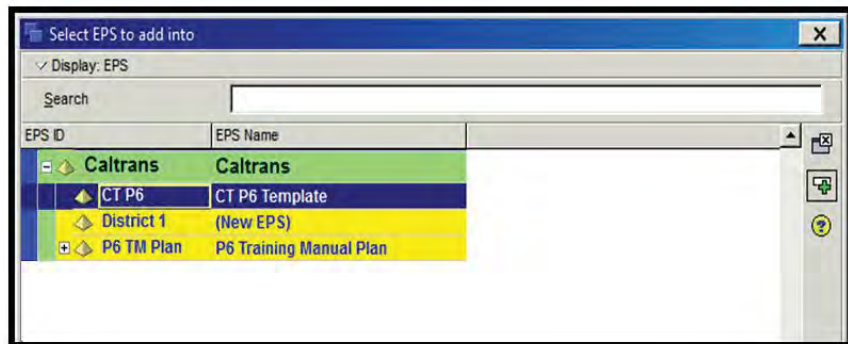 Select EPS to add into
Display: EPS
Search
EPS ID EPS Name
Caltrans Caltrans
CT P6 CT P6 Template
District 1 (New EPS)
P6 TM Plan P6 Training Manual Plan